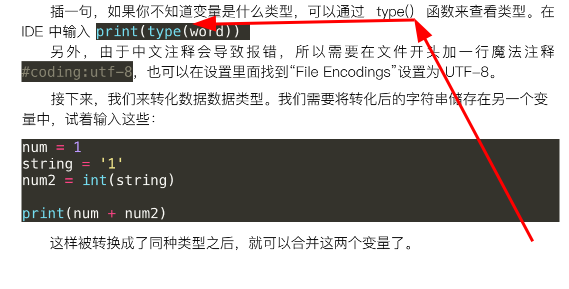 插一句，如果你不知道变量是什么类型，可以通过 type() 函数来查看类型。在
IDE 中输入 print(type(word))
另外，由于中文注释会导致报错，所以需要在文件开头加一行魔法注释
#coding:utf-8，也可以在设置里面找到“File Encodings”设置为 UTF-8。
接下来，我们来转化数据数据类型。我们需要将转化后的字符串储存在另一个变
量中，试着输入这些：
num = 1
string = '1'
num2 = int(string)
print(num + num2)
这样被转换成了同种类型之后，就可以合并这两个变量了。